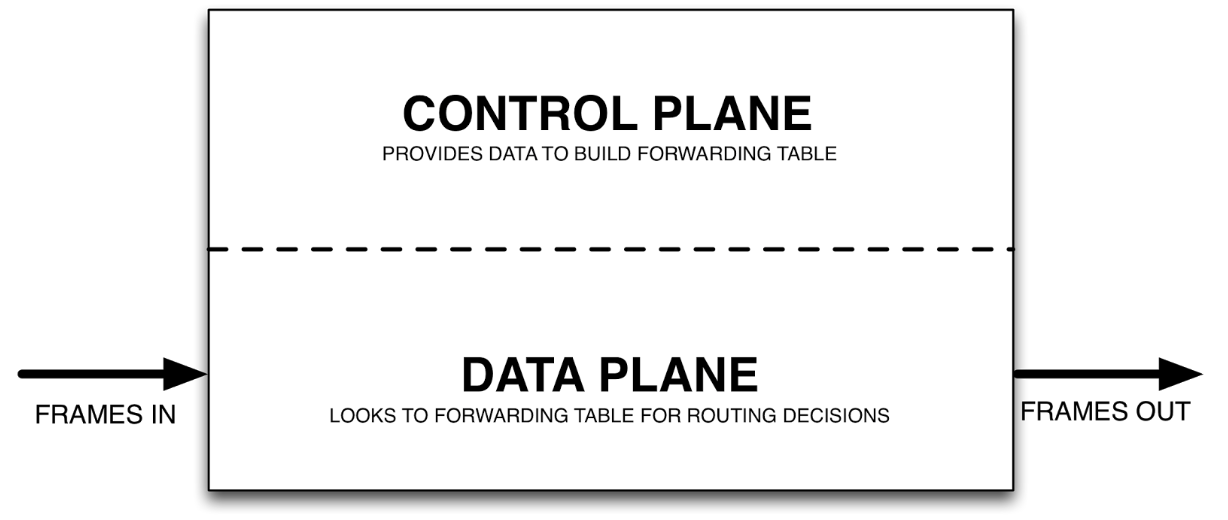 CONTROL PLANE
PROVIDES DATA TO BUILD FORWARDING TABLE
DATA PLANE
LOOKS TO FORWARDING TABLE FOR ROUTING DECISIONS
FRAMES IN
FRAMES OUT